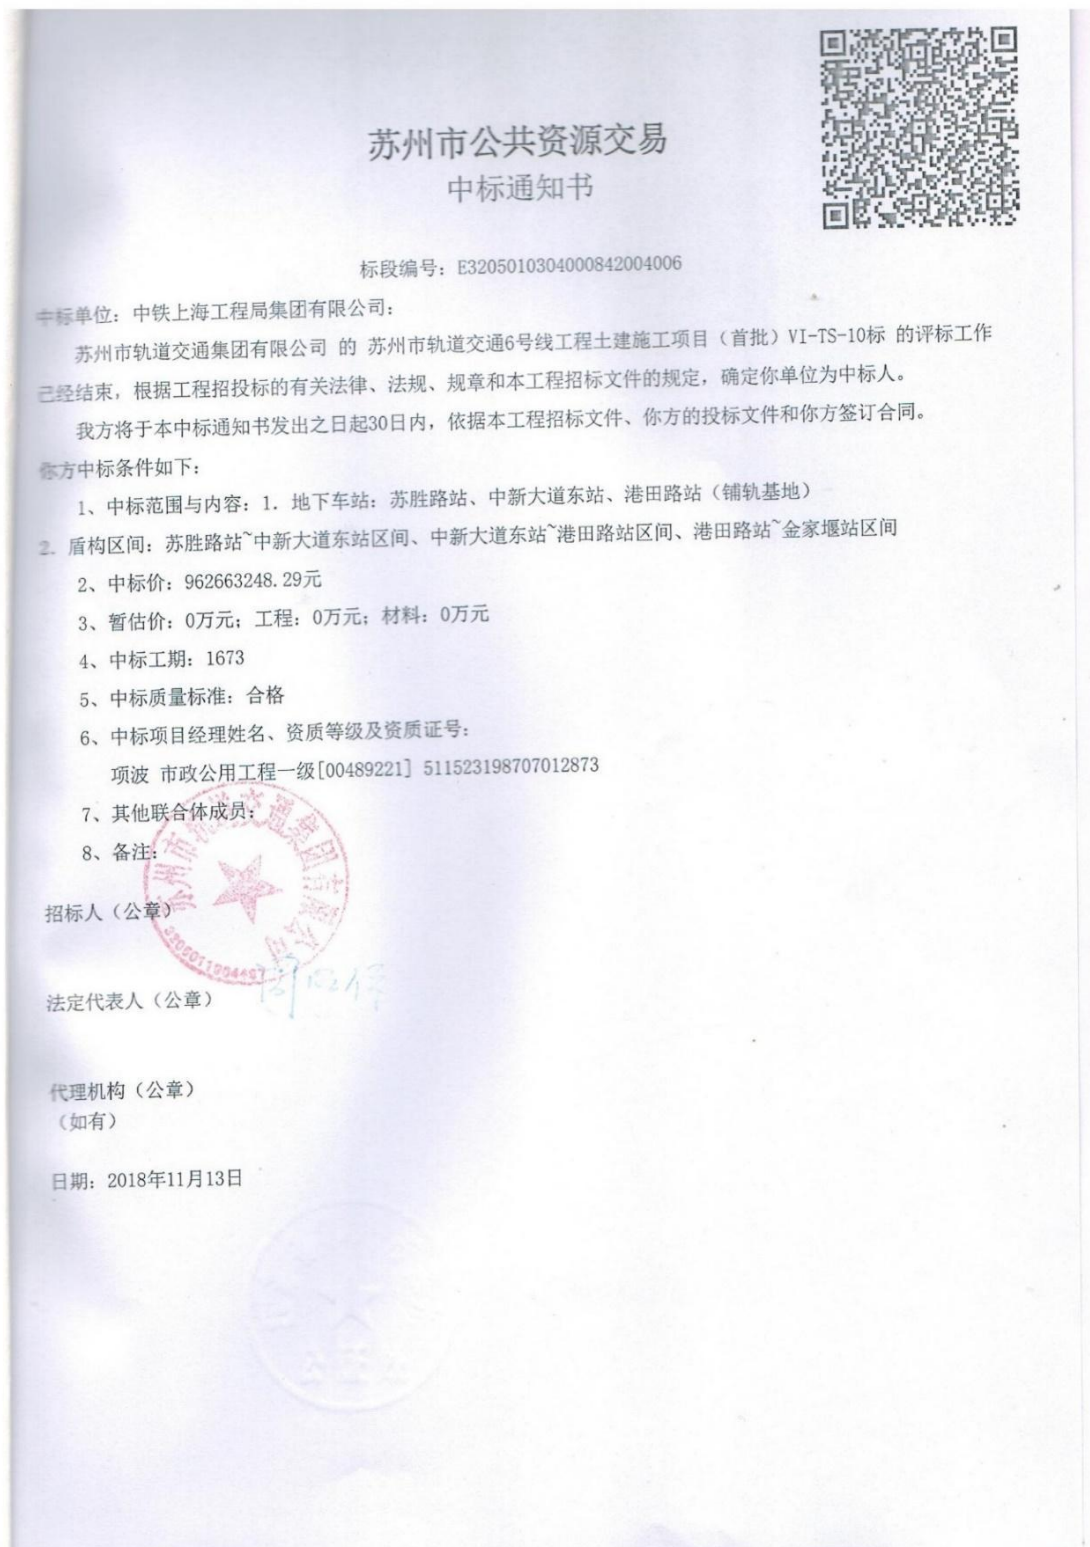 苏州市公共资源交易
中标通知书
标段编号：E3205010304000842004006
中标单位：中铁上海工程局集团有限公司：
苏州市轨道交通集团有限公司 的 苏州市轨道交通6号线工程土建施工项目（首批）VI-TS-10标 的评标工作
已经结束，根据工程招投标的有关法律、法规、规章和本工程招标文件的规定，确定你单位为中标人。
我方将于本中标通知书发出之日起30日内，依据本工程招标文件、你方的投标文件和你方签订合同。
你方中标条件如下：
1、中标范围与内容：1．地下车站：苏胜路站、中新大道东站、港田路站（铺轨基地）
2．盾构区间：苏胜路站~中新大道东站区间、中新大道东站~港田路站区间、港田路站~金家堰站区间
2、中标价：962663248.29元
3、暂估价：0万元；工程：0万元；材料：0万元
4、中标工期：1673
5、中标质量标准：合格
6、中标项目经理姓名、资质等级及资质证号：
项波 市政公用工程一级[00489221] 511523198707012873
7、其他联合体成员：
8、备注：
苏州市轨道交通集团有限公司
招标人（公章）
法定代表人（公章）
代理机构（公章）
（如有）
日期：2018年11月13日